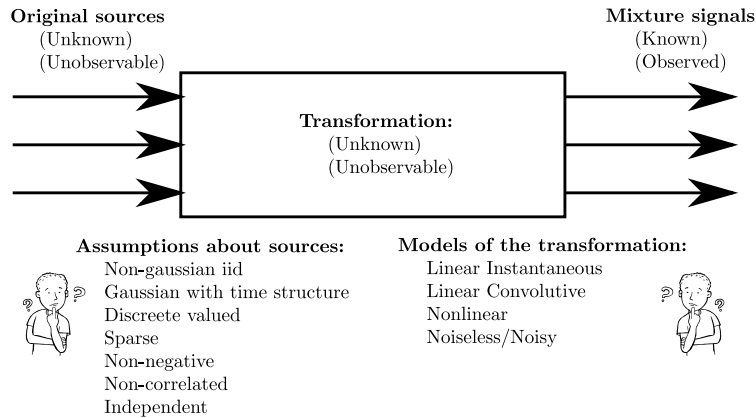 Original sources
(Unknown)
(Unobservable)
Mixture signals
(Known)
(Observed)
Transformation:
(Unknown)
(Unobservable)
Assumptions about sources:
Non-gaussian iid
Gaussian with time structure
Discreete valued
Sparse
Non-negative
Non-correlated
Independent
Models of the transformation:
Linear Instantaneous
Linear Convolutive
Nonlinear
Noiseless/Noisy
? ?
? ?